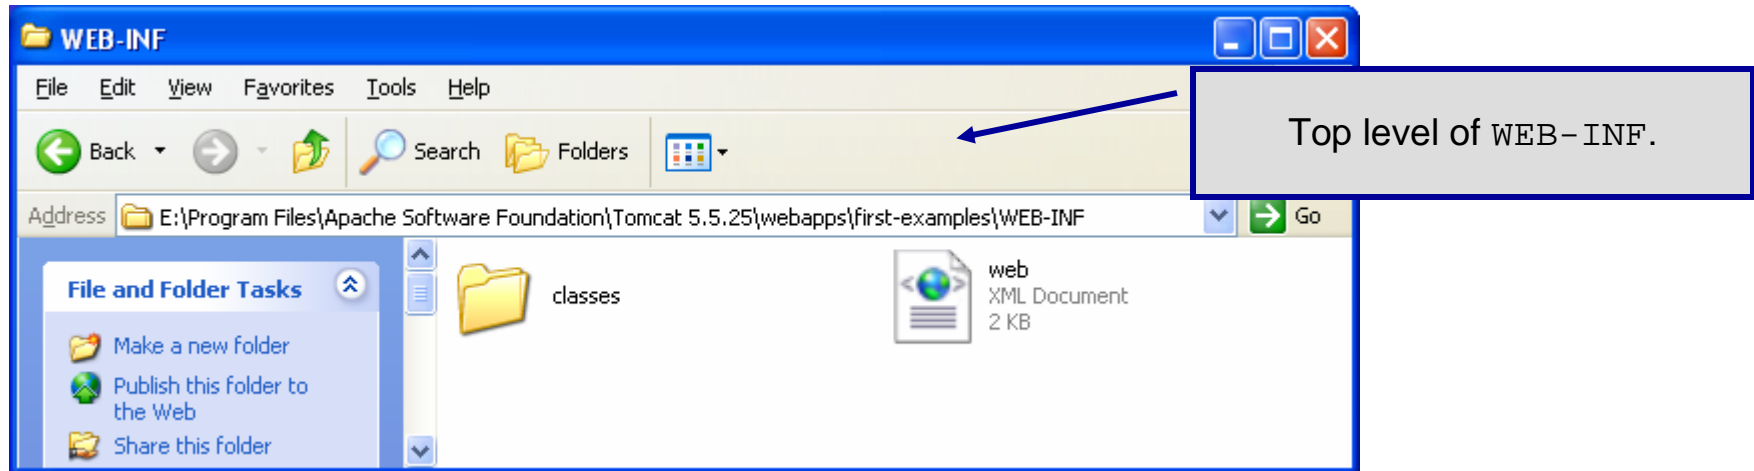 WEB-INF
File Edit View Favorites Tools Help
Top level of WEB-INF.
Back Search Folders
Address E:\Program Files\Apache Software Foundation\Tomcat 5.5.25\webapps\first-examples\WEB-INF Go
File and Folder Tasks
Make a new folder
Publish this folder to
the Web
Share this folder
classes
web
XML Document
2 KB